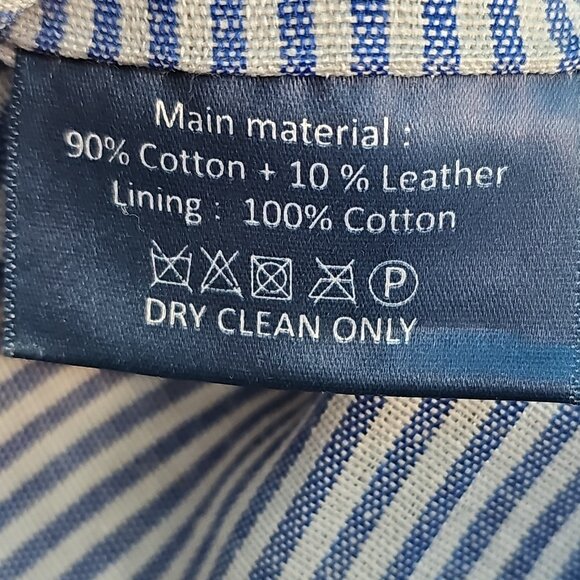 Main material :
90% Cotton + 10 % Leather
Lining : 100% Cotton
P
DRY CLEAN ONLY